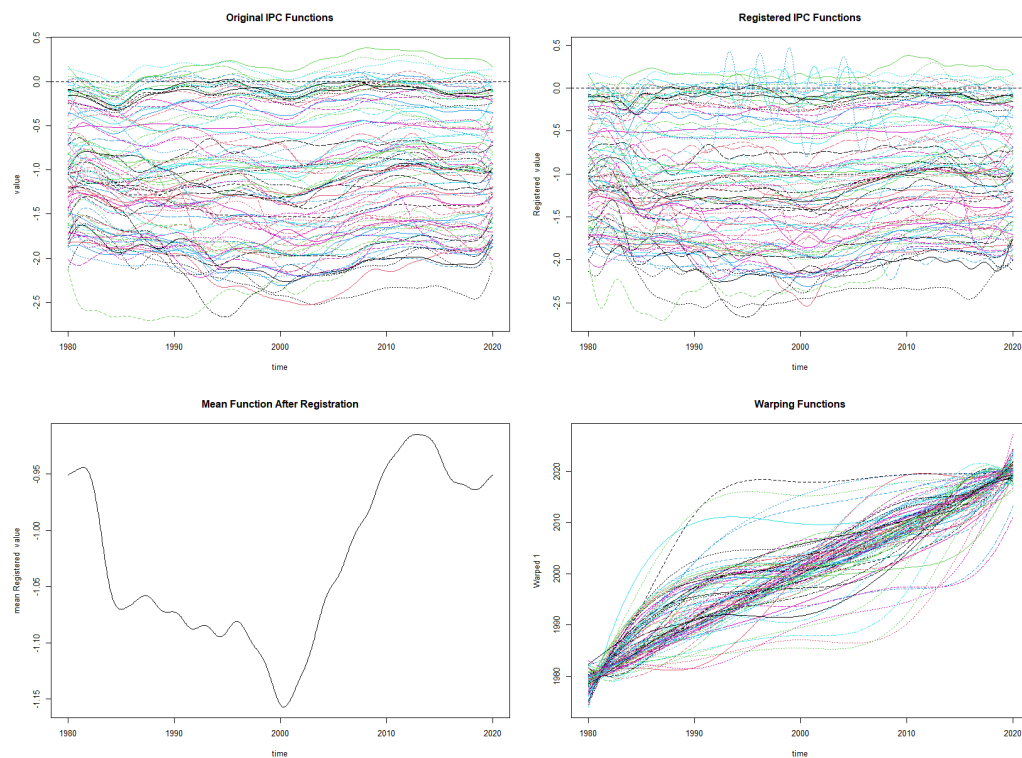 Original IPC Functions
0.5
0.0
-0.5
-1.0
-1.5
-2.0
-2.5
value
1980 1990 2000 2010 2020
time
Registered IPC Functions
0.5
0.0
-0.5
-1.0
-1.5
-2.0
-2.5
Registered value
1980 1990 2000 2010 2020
time
Mean Function After Registration
-0.95
-1.00
-1.05
-1.10
-1.15
mean Registered value
1980 1990 2000 2010 2020
time
Warping Functions
2020
2010
2000
1990
1980
Warped 1
1980 1990 2000 2010 2020
time